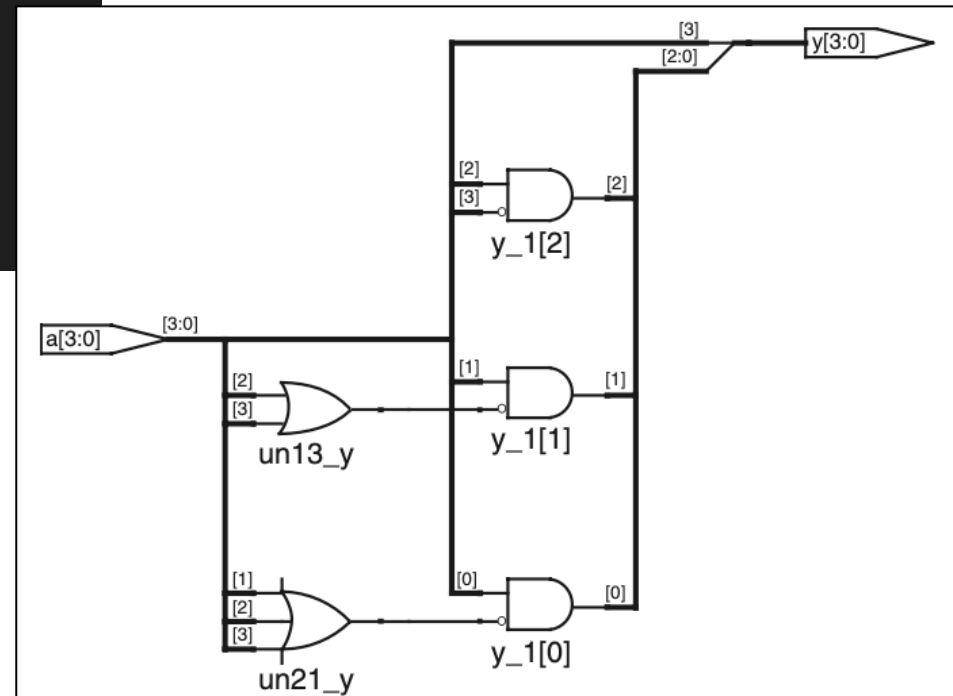 [3]
y[3:0]
[2:0]
[2]
[2]
[3]
y_1[2]
[3:0]
a[3:0]
[1]
[1]
[2]
[3]
un13_y
y_1[1]
[1]
[0]
[0]
[2]
[3]
y_1[0]
un21_y